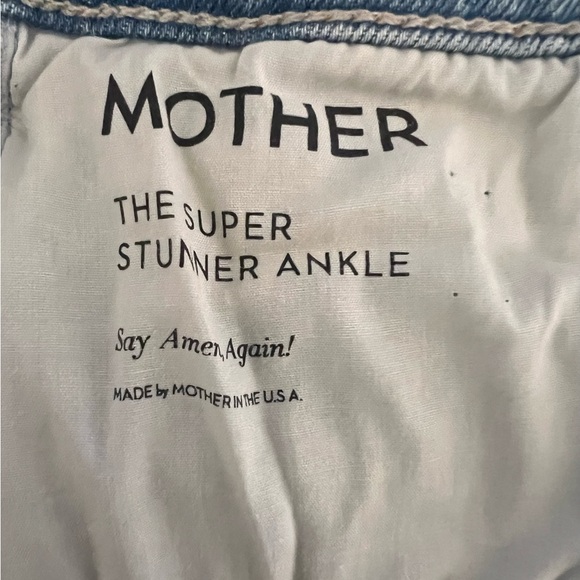 MOTHER
THE SUPER
STUNNER ANKLE
Say Amen, Again!
MADE by MOTHER IN THE U.S.A.